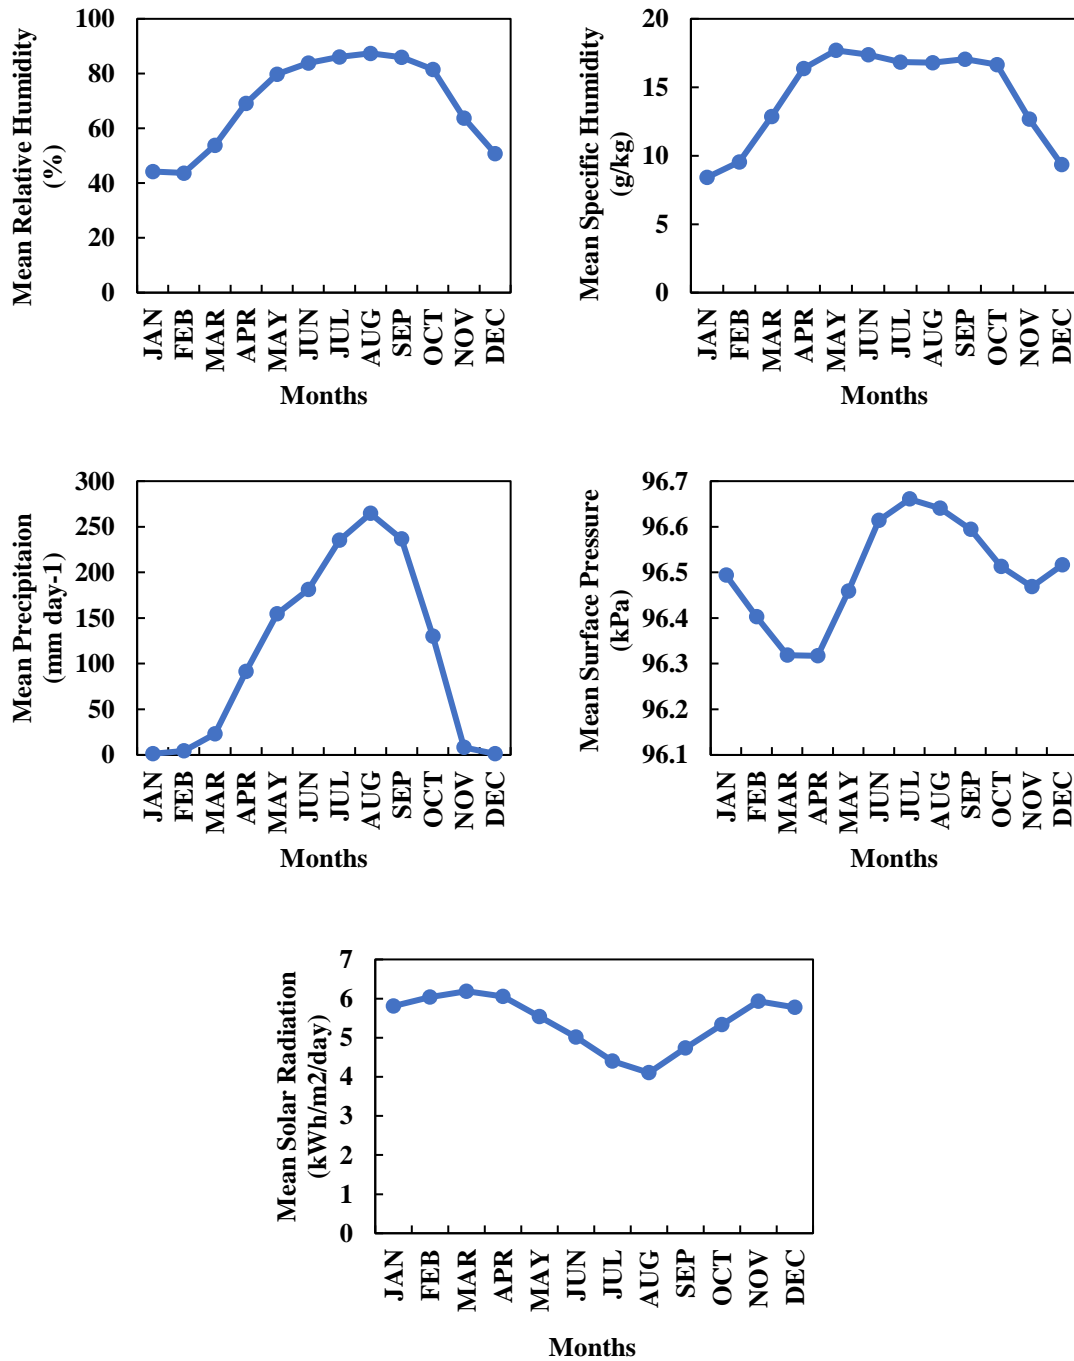 Mean Relative Humidity
(%)
100
80
60
40
20
0
JAN
FEB
MAR
APR
MAY
JUN
JUL
AUG
SEP
OCT
NOV
DEC
Months
Mean Specific Humidity
(g/kg)
20
15
10
5
0
JAN
FEB
MAR
APR
MAY
JUN
JUL
AUG
SEP
OCT
NOV
DEC
Months
Mean Precipitaion
(mm day-1)
300
250
200
150
100
50
0
JAN
FEB
MAR
APR
MAY
JUN
JUL
AUG
SEP
OCT
NOV
DEC
Months
Mean Surface Pressure
(kPa)
96.7
96.6
96.5
96.4
96.3
96.2
96.1
JAN
FEB
MAR
APR
MAY
JUN
JUL
AUG
SEP
OCT
NOV
DEC
Months
Mean Solar Radiation
(kWh/m2/day)
7
6
5
4
3
2
1
0
JAN
FEB
MAR
APR
MAY
JUN
JUL
AUG
SEP
OCT
NOV
DEC
Months